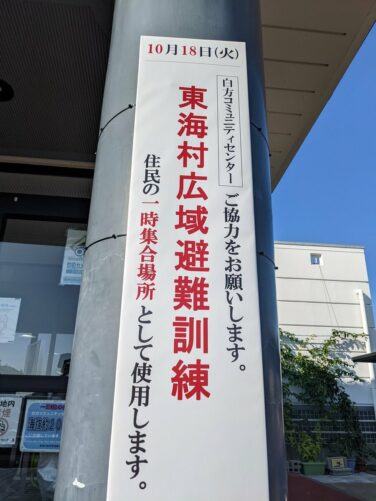 10月18日(火)
白方コミュニティセンター
ご協力をお願いします。
東海村広域避難訓練
住民の一時集合場所として使用します。